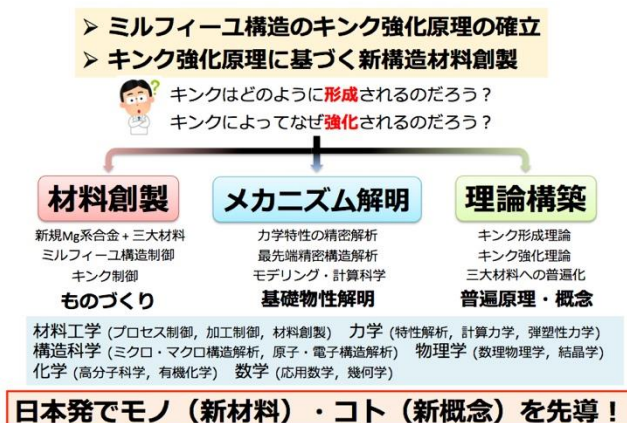 ➢ ミルフィーユ構造のキンク強化原理の確立
➢ キンク強化原理に基づく新構造材料創製
?
キンクはどのように形成されるのだろう？
キンクによってなぜ強化されるのだろう？
材料創製
新規Mg系合金＋三大材料
ミルフィーユ構造制御
キンク制御
ものづくり
メカニズム解明
力学特性の精密解析
最先端精密構造解析
モデリング・計算科学
基礎物性解明
理論構築
キンク形成理論
キンク強化理論
三大材料への普遍化
普遍原理・概念
材料工学 (プロセス制御，加工制御，材料創製) 力学 (特性解析，計算力学，弾塑性力学)
構造科学 (ミクロ・マクロ構造解析，原子・電子構造解析) 物理学 (数理物理学，結晶学)
化学 (高分子科学，有機化学) 数学 (応用数学，幾何学)
日本発でモノ（新材料）・コト（新概念）を先導！